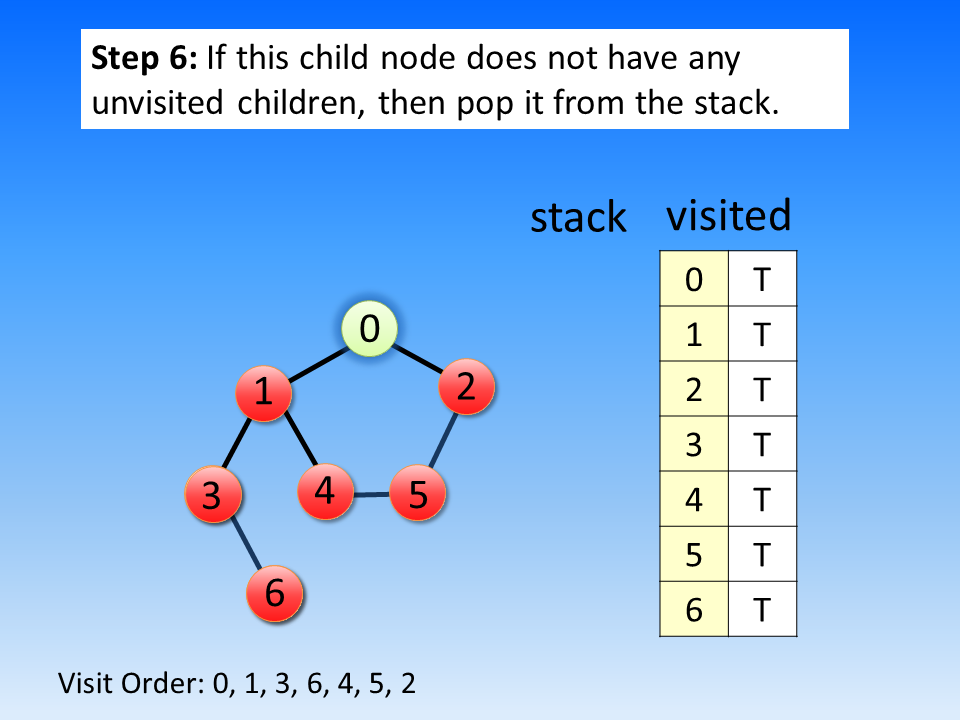 Step 6: If this child node does not have any
unvisited children, then pop it from the stack.
stack visited
0 T
1 T
2 T
3 T
4 T
5 T
6 T
0
1
2
3
4
5
6
Visit Order: 0, 1, 3, 6, 4, 5, 2